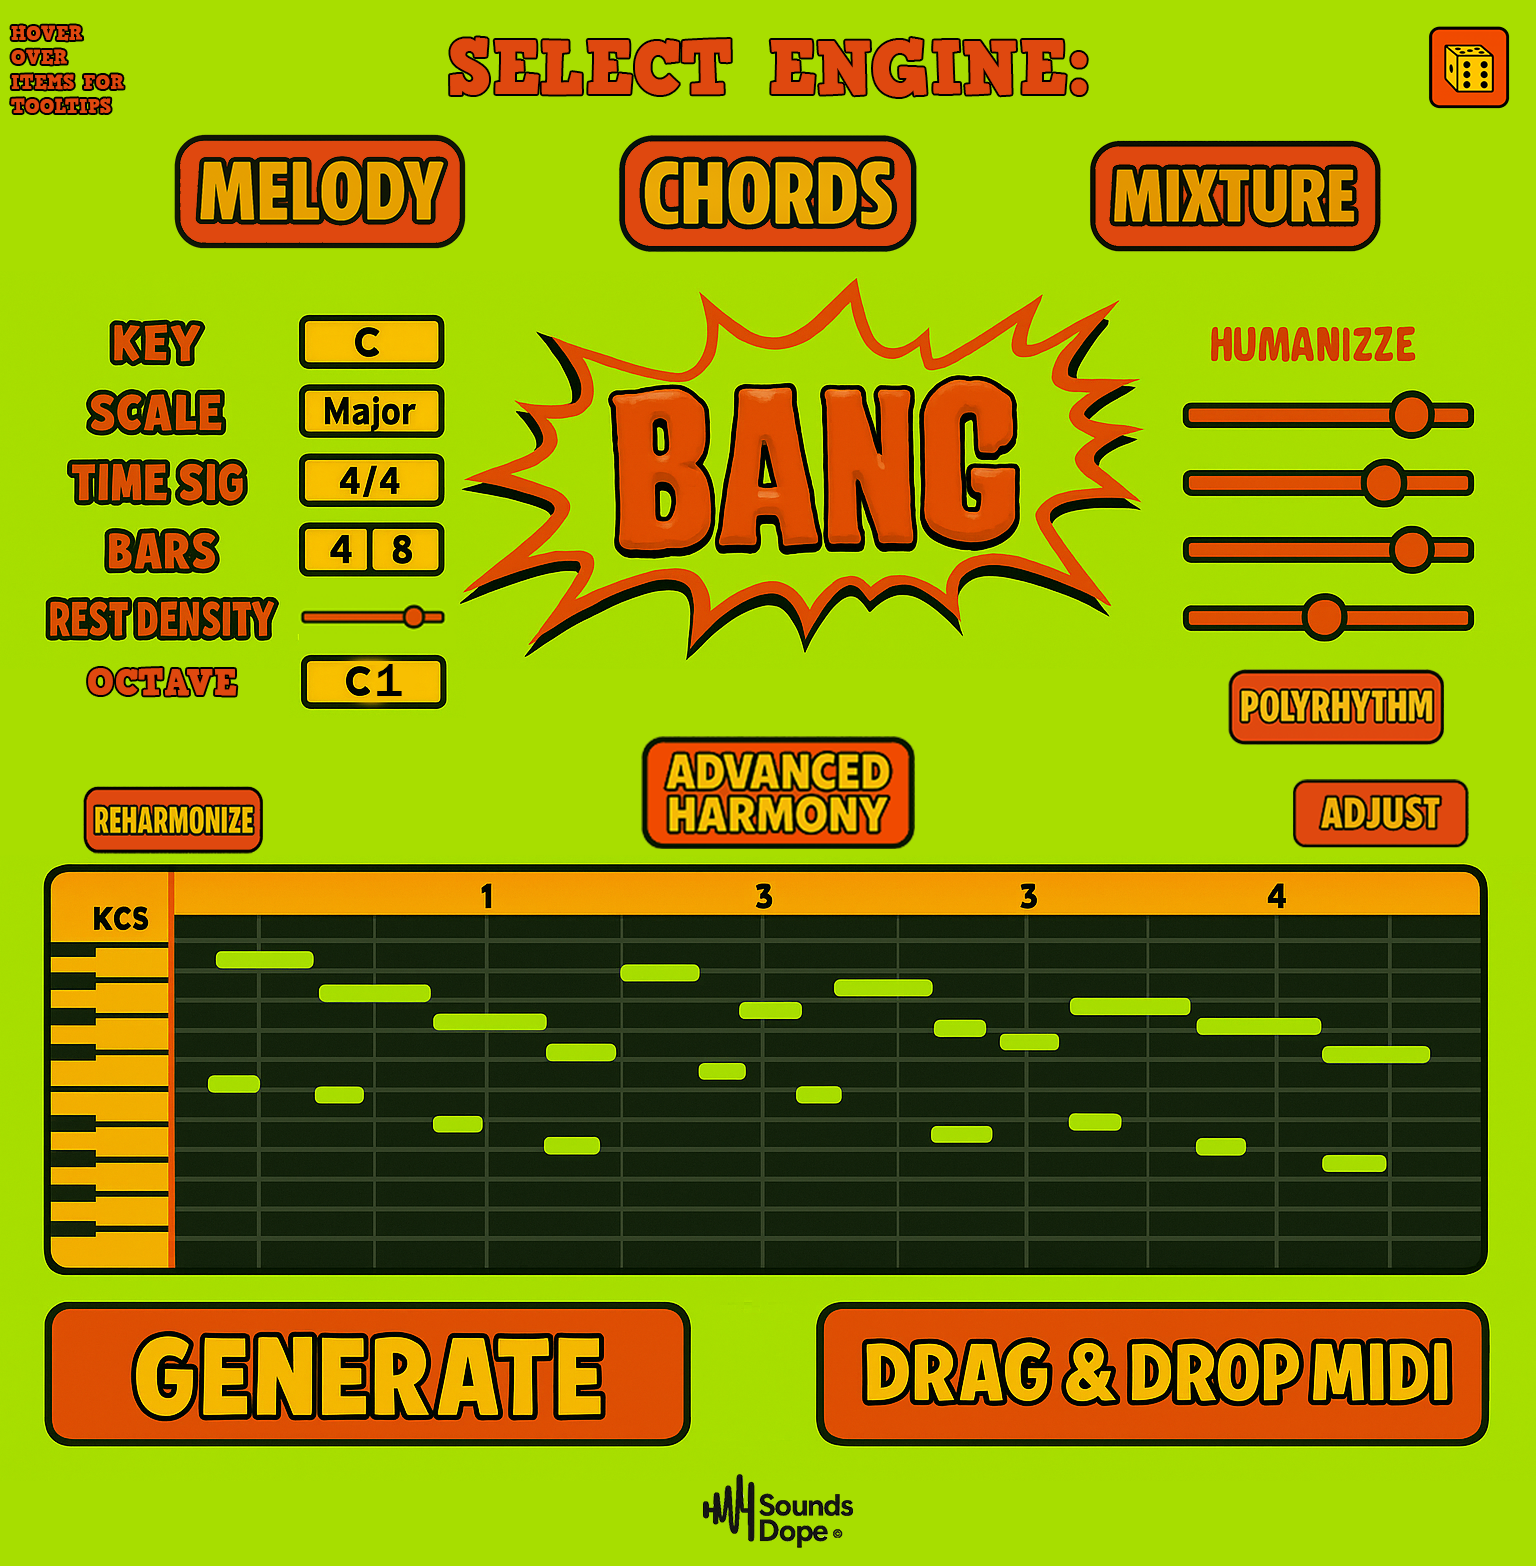 HOVER
OVER
ITEMS FOR
TOOLTIPS
SELECT ENGINE:
MELODY
CHORDS
MIXTURE
KEY
C
SCALE
Major
TIME SIG
4/4
BARS
4 8
REST DENSITY
OCTAVE
C1
BANG
HUMANIZZE
POLYRHYTHM
ADVANCED
HARMONY
REHARMONIZE
ADJUST
KCS
1 3 3 4
GENERATE
DRAG & DROP MIDI
Sounds
Dope ©